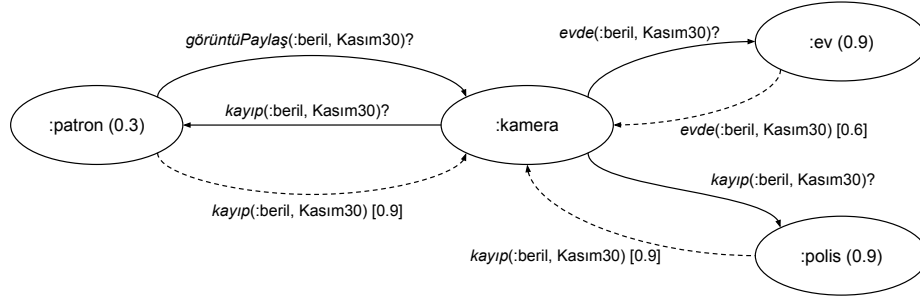 görüntüPaylaş(:beril, Kasım30)?
evde(:beril, Kasım30)?
:ev (0.9)
:patron (0.3)
kayıp(:beril, Kasım30)?
:kamera
evde(:beril, Kasım30) [0.6]
kayıp(:beril, Kasım30) [0.9]
kayıp(:beril, Kasım30)?
kayıp(:beril, Kasım30) [0.9]
:polis (0.9)